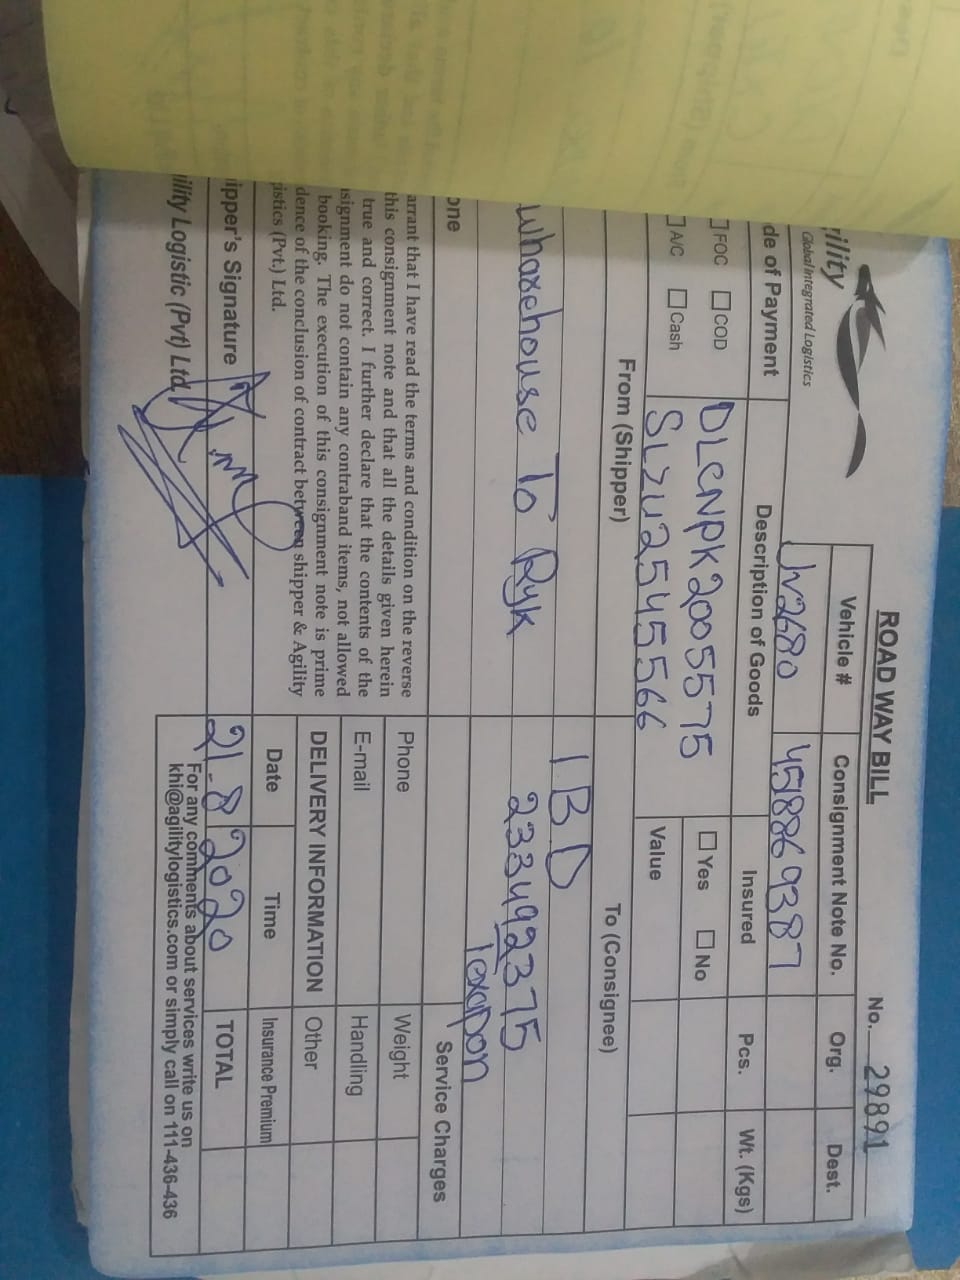 ROAD WAY BILL
No. 29891
gility
Global Integrated Logistics
Vehicle # Consignment Note No. Org. Dest.
JV2680 4518869387
de of Payment Description of Goods Insured Pcs. Wt. (Kgs)
FOC COD DLCNPK2005575 Yes No
A/C Cash SLZU2545566 Value
From (Shipper) To (Consignee)
IBD
wharehouse To Ryk 233492375
Texapon
one Service Charges
arrant that I have read the terms and condition on the reverse
this consignment note and that all the details given herein
true and correct. I further declare that the contents of the
nsignment do not contain any contraband items, not allowed
booking. The execution of this consignment note is prime
dence of the conclusion of contract between shipper & Agility
istics (Pvt.) Ltd.
Phone Weight
E-mail Handling
DELIVERY INFORMATION Other
Date Time Insurance Premium
ipper's Signature 21-8 2020 TOTAL
ility Logistic (Pvt) Ltd.
For any comments about services write us on
khi@agilitylogistics.com or simply call on 111-436-436